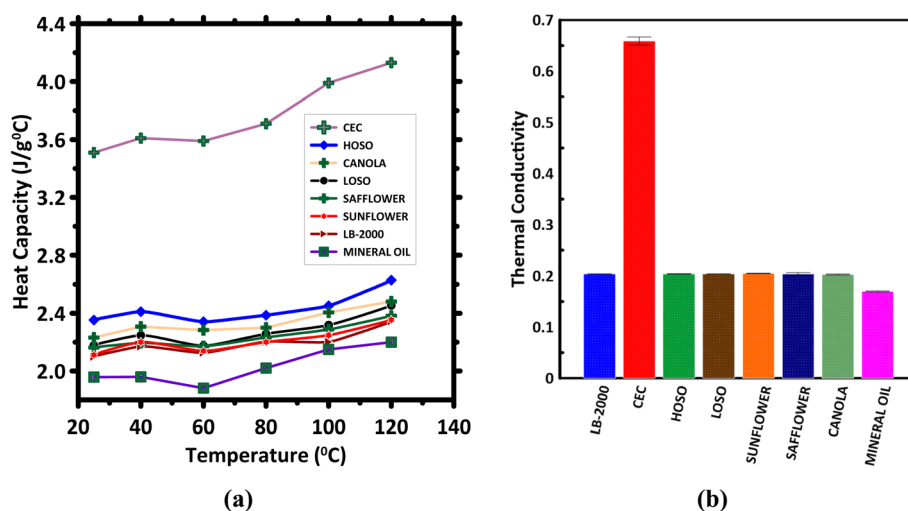 4.4
4.0
3.6
3.2
2.8
2.4
2.0
Heat Capacity (J/g⁰C)
CEC
HOSO
CANOLA
LOSO
SAFFLOWER
SUNFLOWER
LB-2000
MINERAL OIL
20 40 60 80 100 120 140
Temperature (⁰C)
(a)
0.7
0.6
0.5
0.4
0.3
0.2
0.1
0
Thermal Conductivity
LB-2000
CEC
HOSO
LOSO
SUNFLOWER
SAFFLOWER
CANOLA
MINERAL OIL
(b)